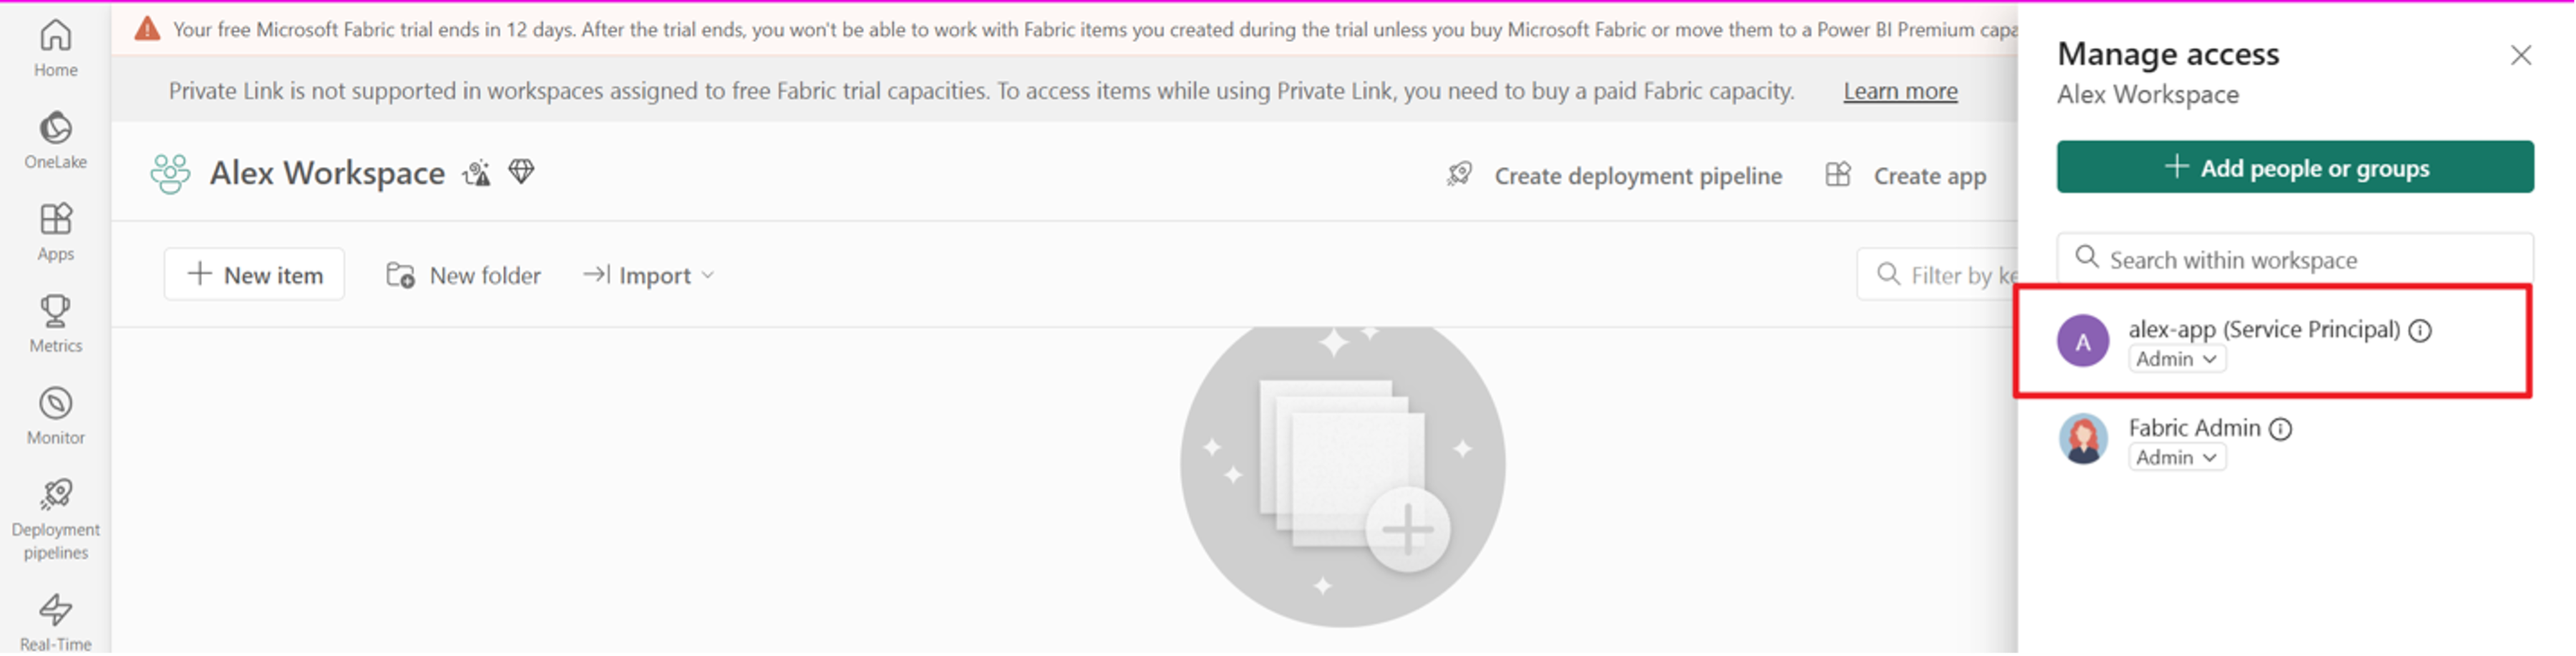 Home
OneLake
Apps
Metrics
Monitor
Deployment
pipelines
Real-Time
Your free Microsoft Fabric trial ends in 12 days. After the trial ends, you won't be able to work with Fabric items you created during the trial unless you buy Microsoft Fabric or move them to a Power BI Premium capa
Private Link is not supported in workspaces assigned to free Fabric trial capacities. To access items while using Private Link, you need to buy a paid Fabric capacity. Learn more
Alex Workspace
Create deployment pipeline
Create app
New item
New folder
Import
Filter by ke
Manage access
Alex Workspace
Add people or groups
Search within workspace
A
alex-app (Service Principal)
Admin
Fabric Admin
Admin